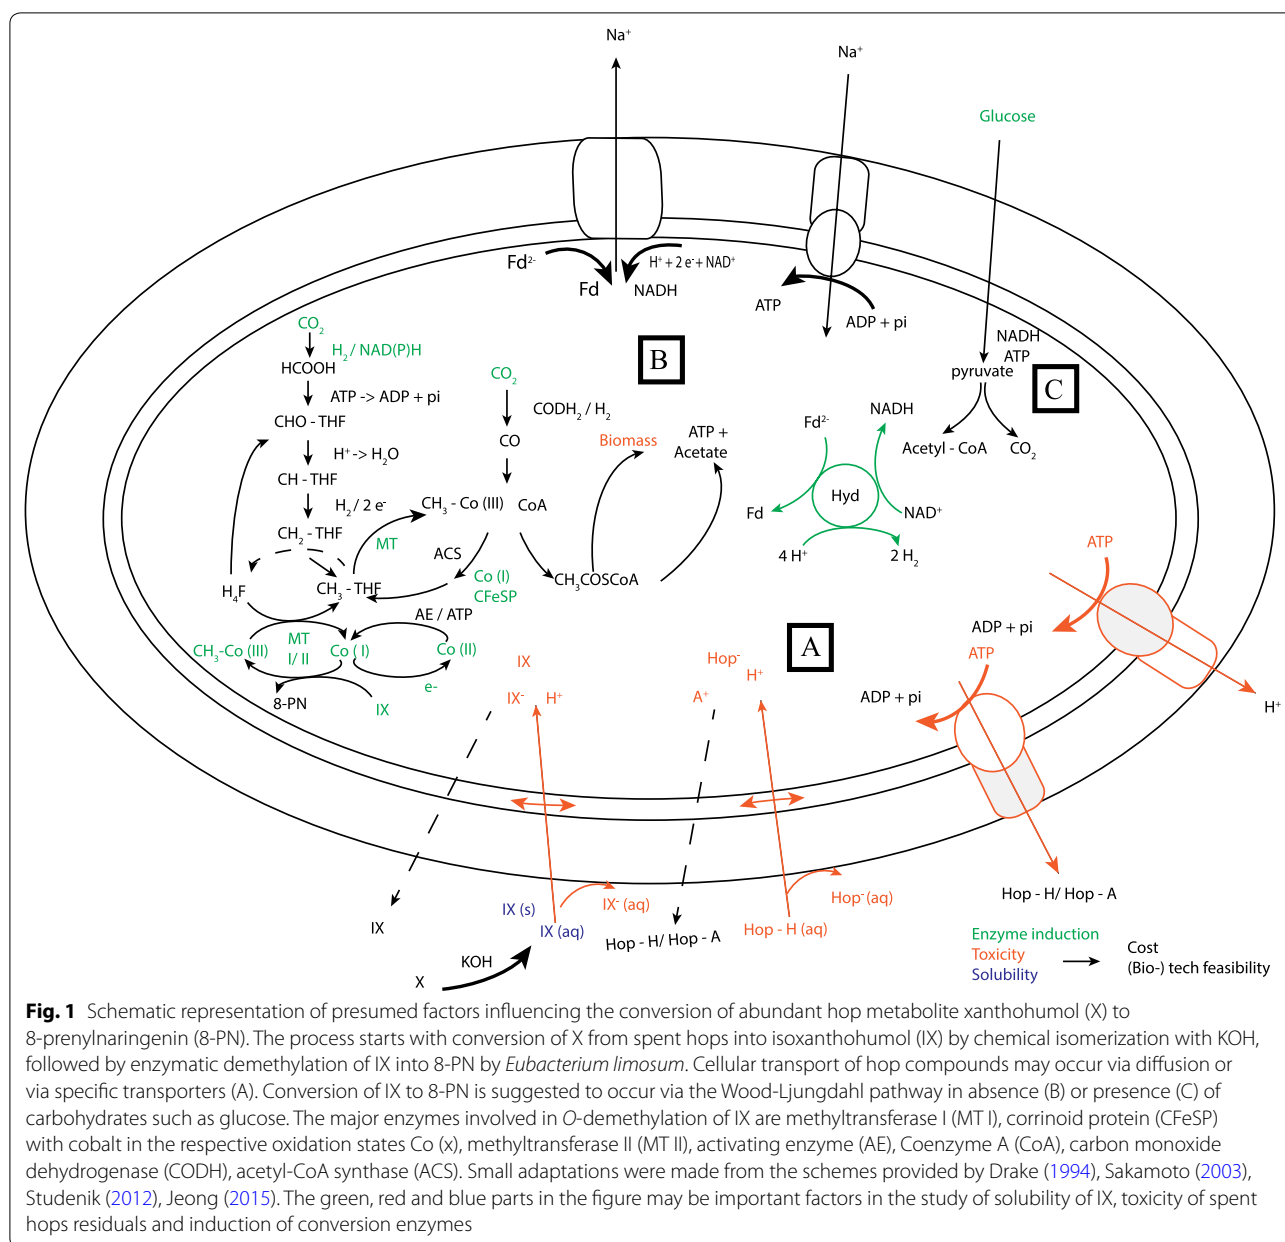 Na⁺
Na⁺
Glucose
Fd²⁻
Fd
H⁺ + 2 e⁻ + NAD⁺
NADH
ATP
ADP + pi
CO₂
H₂ / NAD(P)H
HCOOH
ATP -> ADP + pi
CHO - THF
H⁺ -> H₂O
CH - THF
H₂ / 2 e⁻
CH₂ - THF
H₄F
CH₃ - THF
MT
B
CO₂
CODH₂ / H₂
CO
CH₃ - Co (III)
CoA
ACS
Co (I)
CFeSP
Biomass
ATP +
Acetate
CH₃COSCoA
NADH
ATP
pyruvate
C
Acetyl - CoA
CO₂
Fd²⁻
NADH
Hyd
Fd
NAD⁺
4 H⁺
2 H₂
CH₃-Co (III)
MT
I/ II
Co ( I)
AE / ATP
Co (II)
e-
8-PN
IX
A
IX
IX⁻
H⁺
Hop⁻
H⁺
A⁺
ATP
ADP + pi
H⁺
ATP
ADP + pi
Hop - H/ Hop - A
IX
IX (s)
IX (aq)
IX⁻ (aq)
KOH
X
Hop - H/ Hop - A
Hop - H (aq)
Hop⁻ (aq)
Enzyme induction
Toxicity
Solubility
Cost
(Bio-) tech feasibility
Fig. 1 Schematic representation of presumed factors influencing the conversion of abundant hop metabolite xanthohumol (X) to
8-prenylnaringenin (8-PN). The process starts with conversion of X from spent hops into isoxanthohumol (IX) by chemical isomerization with KOH,
followed by enzymatic demethylation of IX into 8-PN by Eubacterium limosum. Cellular transport of hop compounds may occur via diffusion or
via specific transporters (A). Conversion of IX to 8-PN is suggested to occur via the Wood-Ljungdahl pathway in absence (B) or presence (C) of
carbohydrates such as glucose. The major enzymes involved in O-demethylation of IX are methyltransferase I (MT I), corrinoid protein (CFeSP)
with cobalt in the respective oxidation states Co (x), methyltransferase II (MT II), activating enzyme (AE), Coenzyme A (CoA), carbon monoxide
dehydrogenase (CODH), acetyl-CoA synthase (ACS). Small adaptations were made from the schemes provided by Drake (1994), Sakamoto (2003),
Studenik (2012), Jeong (2015). The green, red and blue parts in the figure may be important factors in the study of solubility of IX, toxicity of spent
hops residuals and induction of conversion enzymes